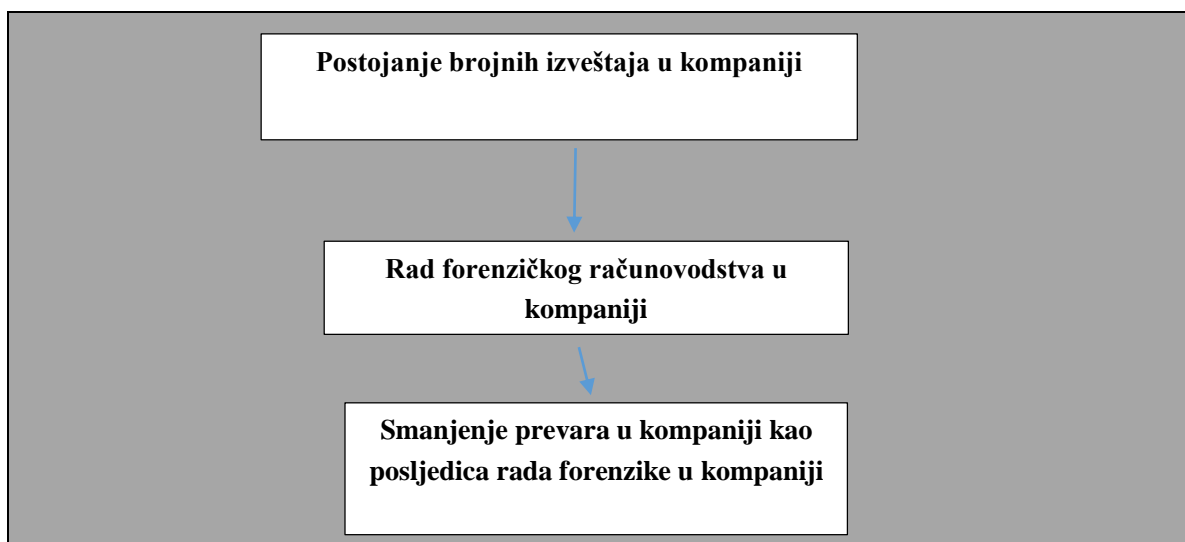 Postojanje brojnih izveštaja u kompaniji
Rad forenzičkog računovodstva u
kompaniji
Smanjenje prevara u kompaniji kao
posljedica rada forenzike u kompaniji